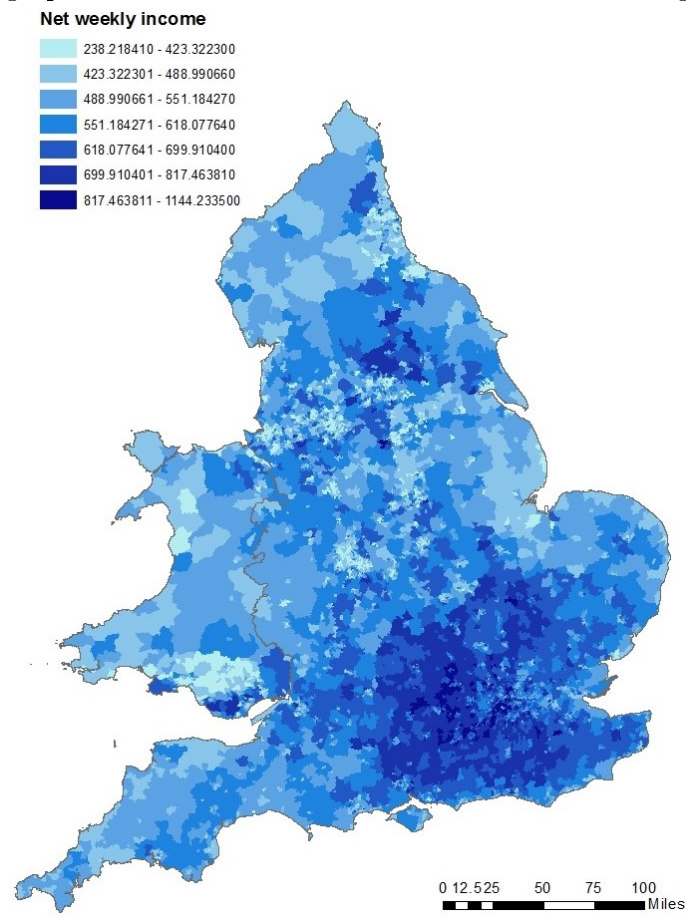 Net weekly income
238.218410 - 423.322300
423.322301 - 488.990660
488.990661 - 551.184270
551.184271 - 618.077640
618.077641 - 699.910400
699.910401 - 817.463810
817.463811 - 1144.233500
0 12.5 25 50 75 100
Miles